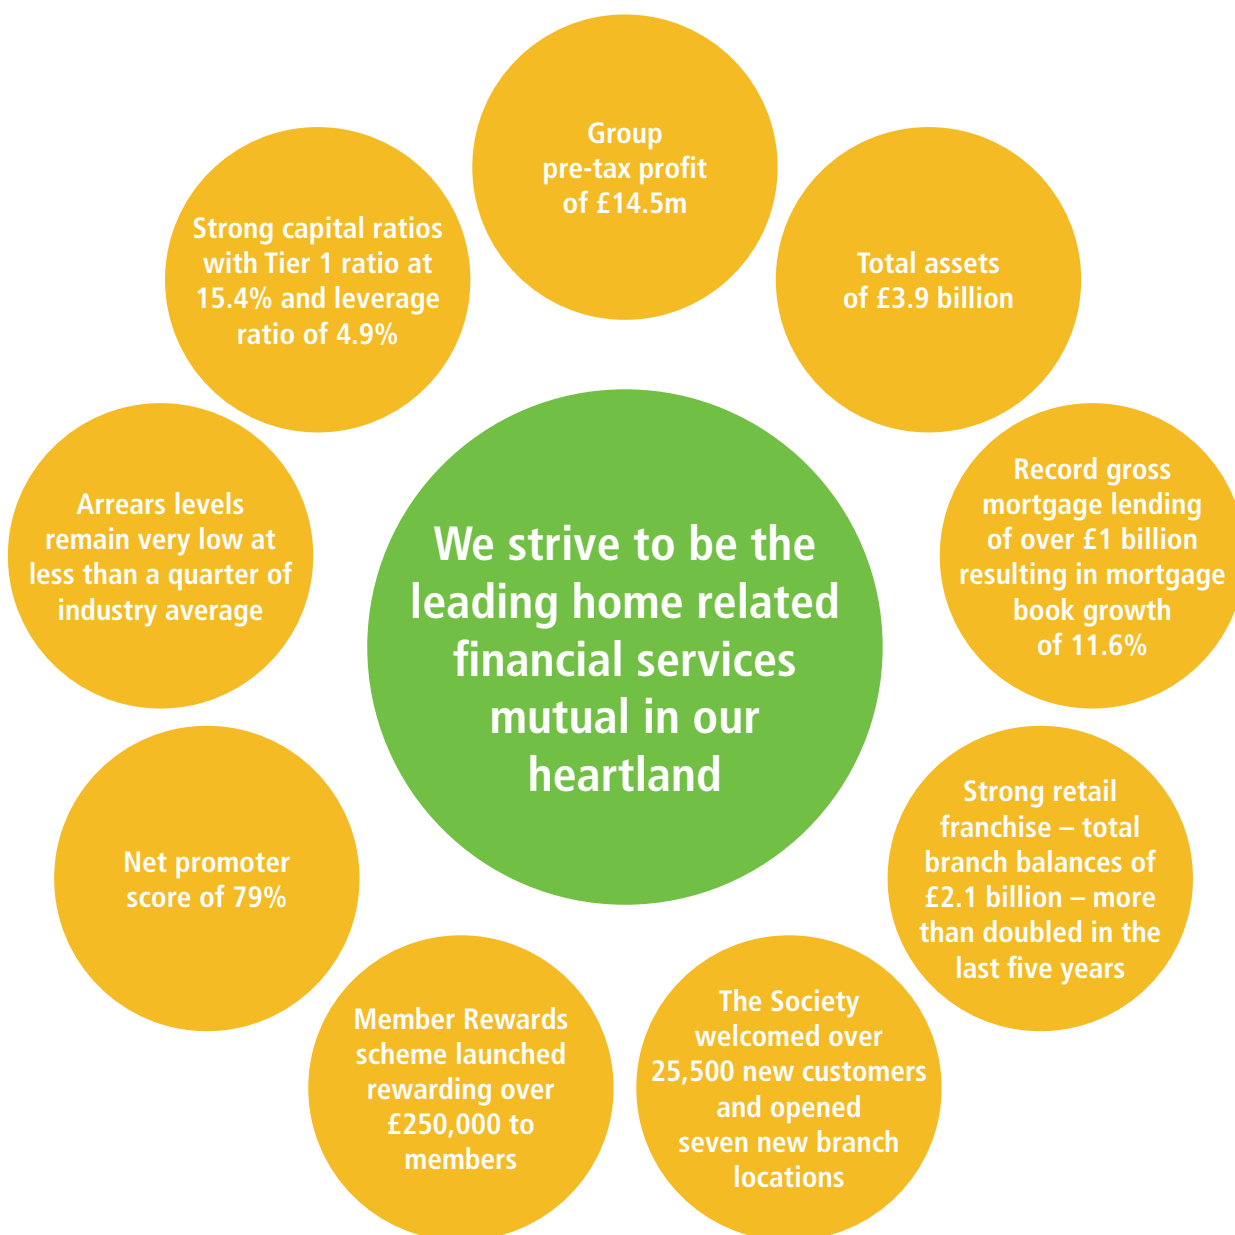 Group
pre-tax profit
of £14.5m
Total assets
of £3.9 billion
Record gross
mortgage lending
of over £1 billion
resulting in mortgage
book growth
of 11.6%
Strong retail
franchise – total
branch balances of
£2.1 billion – more
than doubled in the
last five years
The Society
welcomed over
25,500 new customers
and opened
seven new branch
locations
Member Rewards
scheme launched
rewarding over
£250,000 to
members
Net promoter
score of 79%
Arrears levels
remain very low at
less than a quarter of
industry average
Strong capital ratios
with Tier 1 ratio at
15.4% and leverage
ratio of 4.9%
We strive to be the
leading home related
financial services
mutual in our
heartland